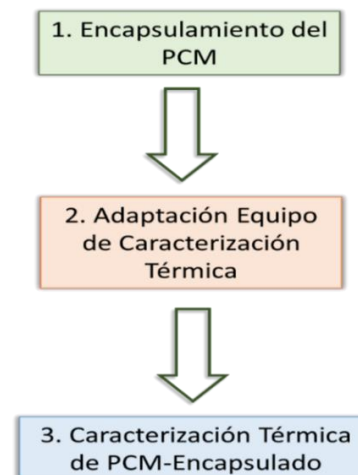 1. Encapsulamiento del
PCM
2. Adaptación Equipo
de Caracterización
Térmica
3. Caracterización Térmica
de PCM-Encapsulado